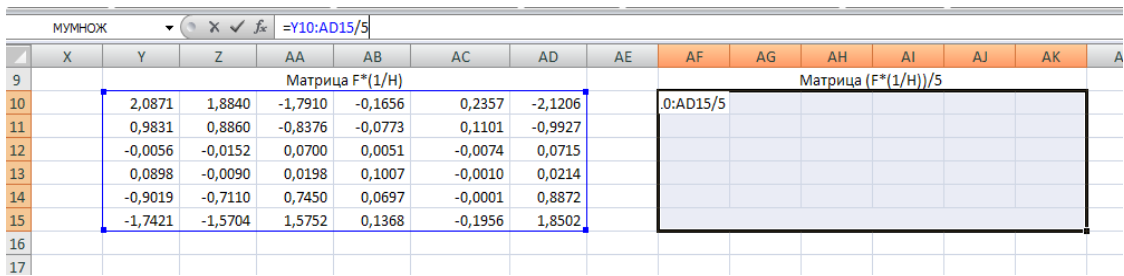 МУМНОЖ fx =Y10:AD15/5
X Y Z AA AB AC AD AE AF AG AH AI AJ AK A
9 Матрица F*(1/H) Матрица (F*(1/H))/5
10 2,0871 1,8840 -1,7910 -0,1656 0,2357 -2,1206 .0:AD15/5
11 0,9831 0,8860 -0,8376 -0,0773 0,1101 -0,9927
12 -0,0056 -0,0152 0,0700 0,0051 -0,0074 0,0715
13 0,0898 -0,0090 0,0198 0,1007 -0,0010 0,0214
14 -0,9019 -0,7110 0,7450 0,0697 -0,0001 0,8872
15 -1,7421 -1,5704 1,5752 0,1368 -0,1956 1,8502
16
17